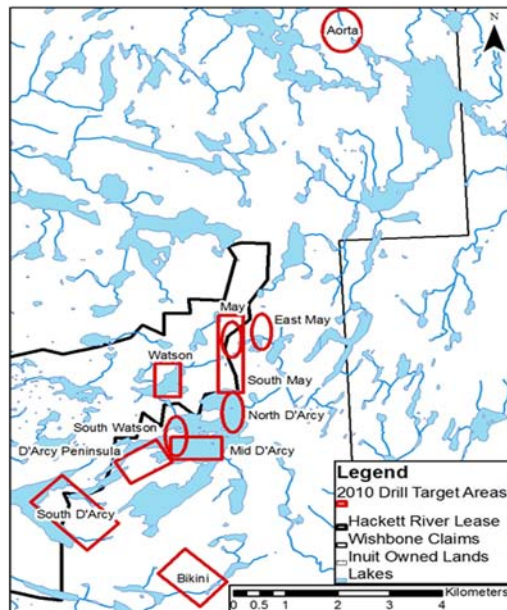 Aorta
N
May
East May
Watson
South May
North D'Arcy
South Watson
D'Arcy Peninsula
Mid D'Arcy
South D'Arcy
Bikini
Legend
2010 Drill Target Areas
Hackett River Lease
Wishbone Claims
Inuit Owned Lands
Lakes
Kilometers
0 0.5 1 2 3 4